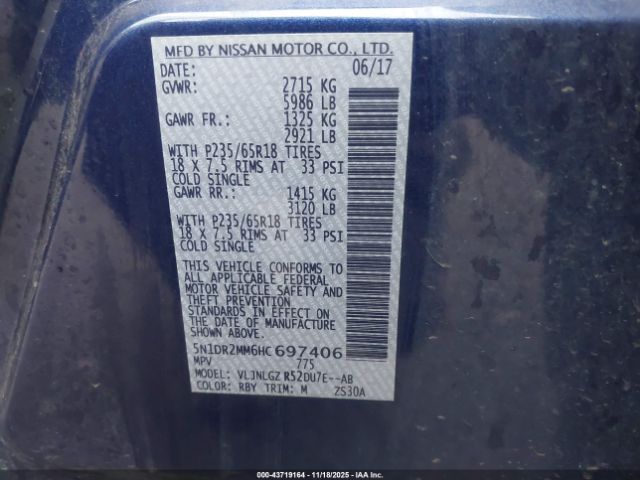 MFD BY NISSAN MOTOR CO., LTD.
DATE: 06/17
GVWR: 2715 KG
5986 LB
GAWR FR.: 1325 KG
2921 LB
WITH P235/65R18 TIRES
18 X 7.5 RIMS AT 33 PSI
COLD SINGLE
GAWR RR.: 1415 KG
3120 LB
WITH P235/65R18 TIRES
18 X 7.5 RIMS AT 33 PSI
COLD SINGLE
THIS VEHICLE CONFORMS TO
ALL APPLICABLE FEDERAL
MOTOR VEHICLE SAFETY AND
THEFT PREVENTION
STANDARDS IN EFFECT ON
THE DATE OF MANUFACTURE
SHOWN ABOVE.
5N1DR2MM6HC697406
MPV 775
MODEL: VLJNLGZ R52DU7E--AB
COLOR: RBY TRIM: M 2S30A
000-43719164 - 11/18/2025 - IAA Inc.